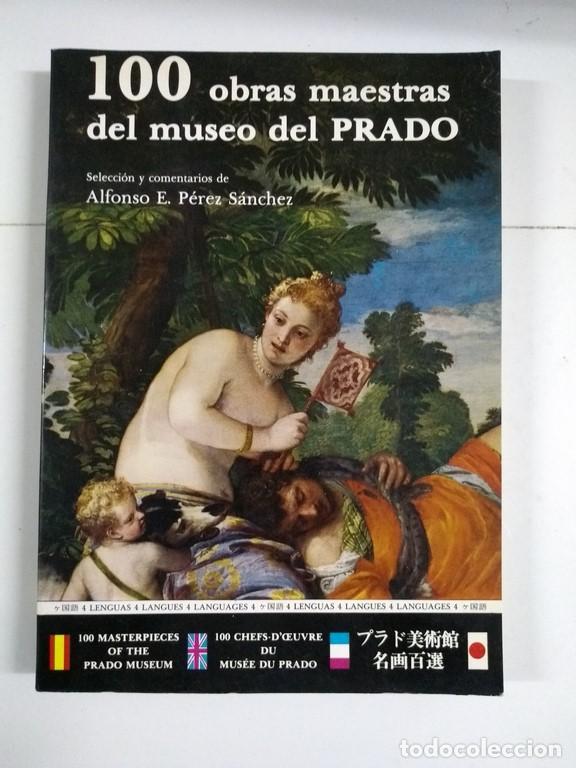 100 obras maestras
del museo del PRADO
Selección y comentarios de
Alfonso E. Pérez Sánchez
ヶ国語 4 LENGUAS 4 LANGUES 4 LANGUAGES 4 ヶ国語 4 LENGUAS 4 LANGUES 4 LANGUAGES 4 ヶ国語
100 MASTERPIECES
OF THE
PRADO MUSEUM
100 CHEFS-D'ŒUVRE
DU
MUSÉE DU PRADO
プラド美術館
名画百選
todocoleccion